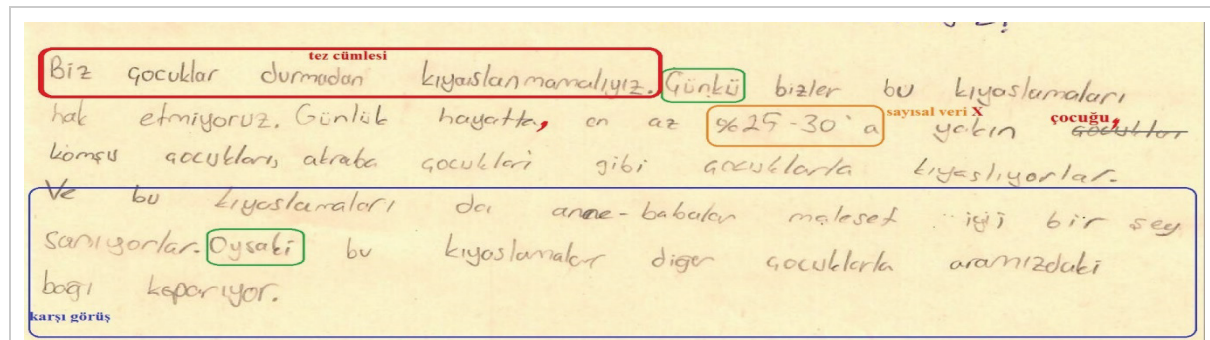 tez cümlesi
Biz çocuklar durmadan kıyaslanmamalıyız. Çünkü bizler bu kıyaslamaları
hak etmiyoruz. Günlük hayatta, en az %25-30'a sayısal veri X yakın çocuğu, çocuklar
komşu çocukları, akraba çocukları gibi çocuklarla kıyaslıyorlar.
Ve bu kıyaslamaları da anne-babalar malesef iyi bir şey
sanıyorlar. Oysaki bu kıyaslamalar diğer çocuklarla aramızdaki
bağı koparıyor.
karşı görüş